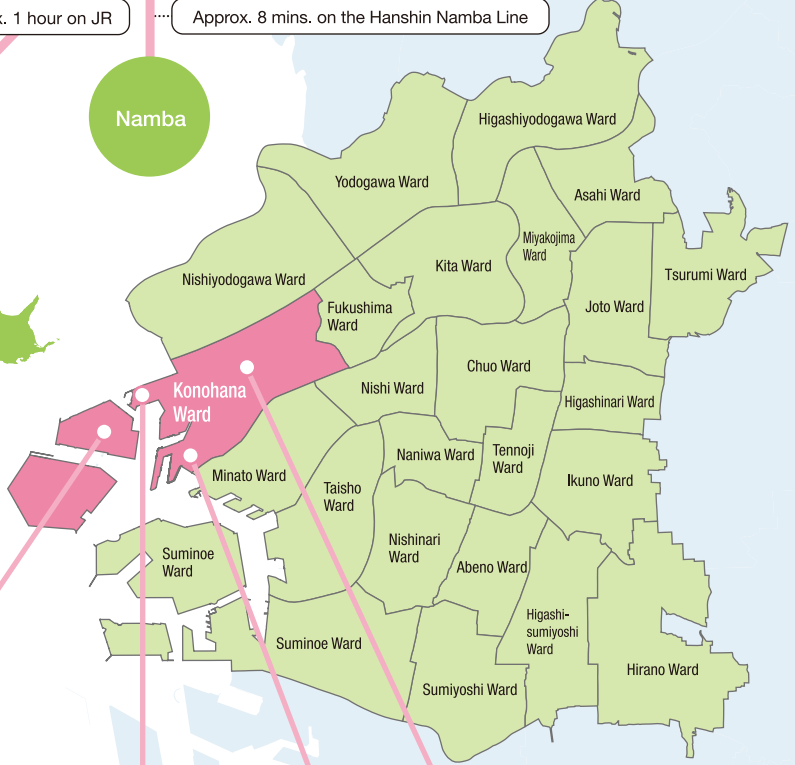 . 1 hour on JR
Approx. 8 mins. on the Hanshin Namba Line
Namba
Higashiyodogawa Ward
Yodogawa Ward
Asahi Ward
Miyakojima
Ward
Kita Ward
Tsurumi Ward
Nishiyodogawa Ward
Fukushima
Ward
Joto Ward
Chuo Ward
Konohana
Ward
Nishi Ward
Higashinari Ward
Naniwa Ward
Tennoji
Ward
Minato Ward
Taisho
Ward
Ikuno Ward
Nishinari
Ward
Suminoe
Ward
Abeno Ward
Higashi-
sumiyoshi
Ward
Suminoe Ward
Hirano Ward
Sumiyoshi Ward